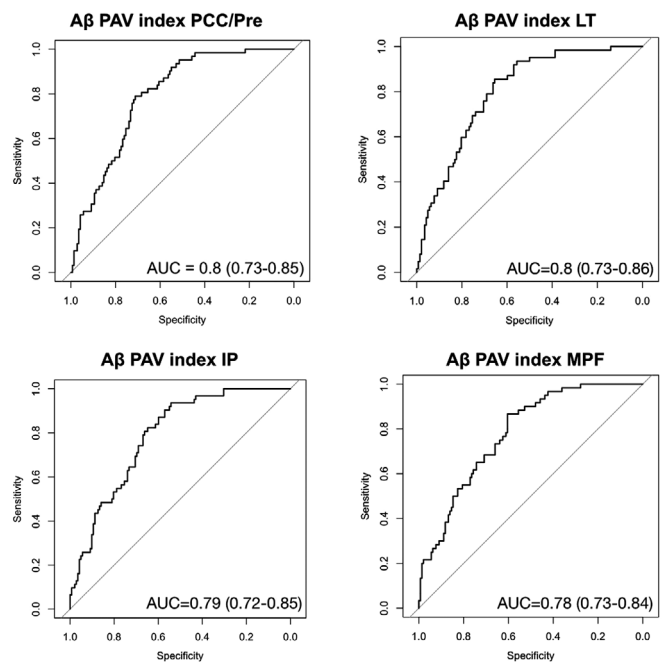 Aβ PAV index PCC/Pre
Sensitivity
1.0
0.8
0.6
0.4
0.2
0.0
AUC = 0.8 (0.73-0.85)
1.0 0.8 0.6 0.4 0.2 0.0
Specificity
Aβ PAV index LT
Sensitivity
1.0
0.8
0.6
0.4
0.2
0.0
AUC=0.8 (0.73-0.86)
1.0 0.8 0.6 0.4 0.2 0.0
Specificity
Aβ PAV index IP
Sensitivity
1.0
0.8
0.6
0.4
0.2
0.0
AUC=0.79 (0.72-0.85)
1.0 0.8 0.6 0.4 0.2 0.0
Specificity
Aβ PAV index MPF
Sensitivity
1.0
0.8
0.6
0.4
0.2
0.0
AUC=0.78 (0.73-0.84)
1.0 0.8 0.6 0.4 0.2 0.0
Specificity